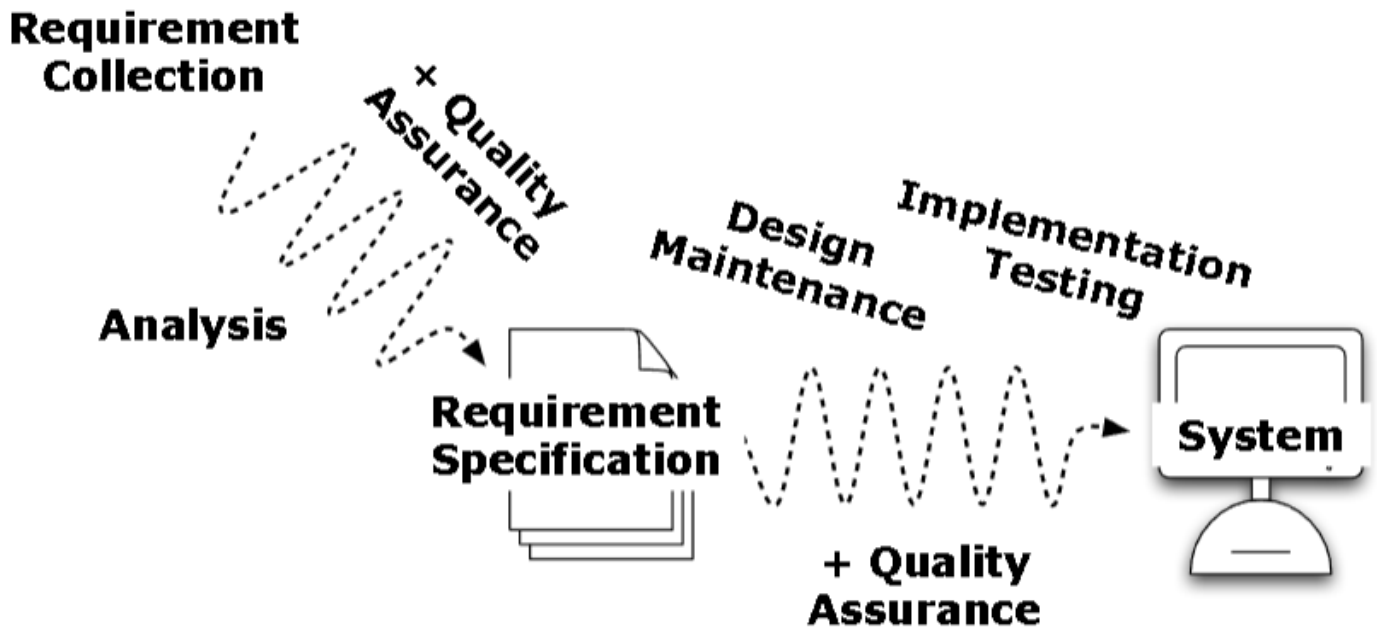 Requirement
Collection
+ Quality
Assurance
Analysis
Requirement
Specification
Design
Maintenance
Implementation
Testing
+ Quality
Assurance
System